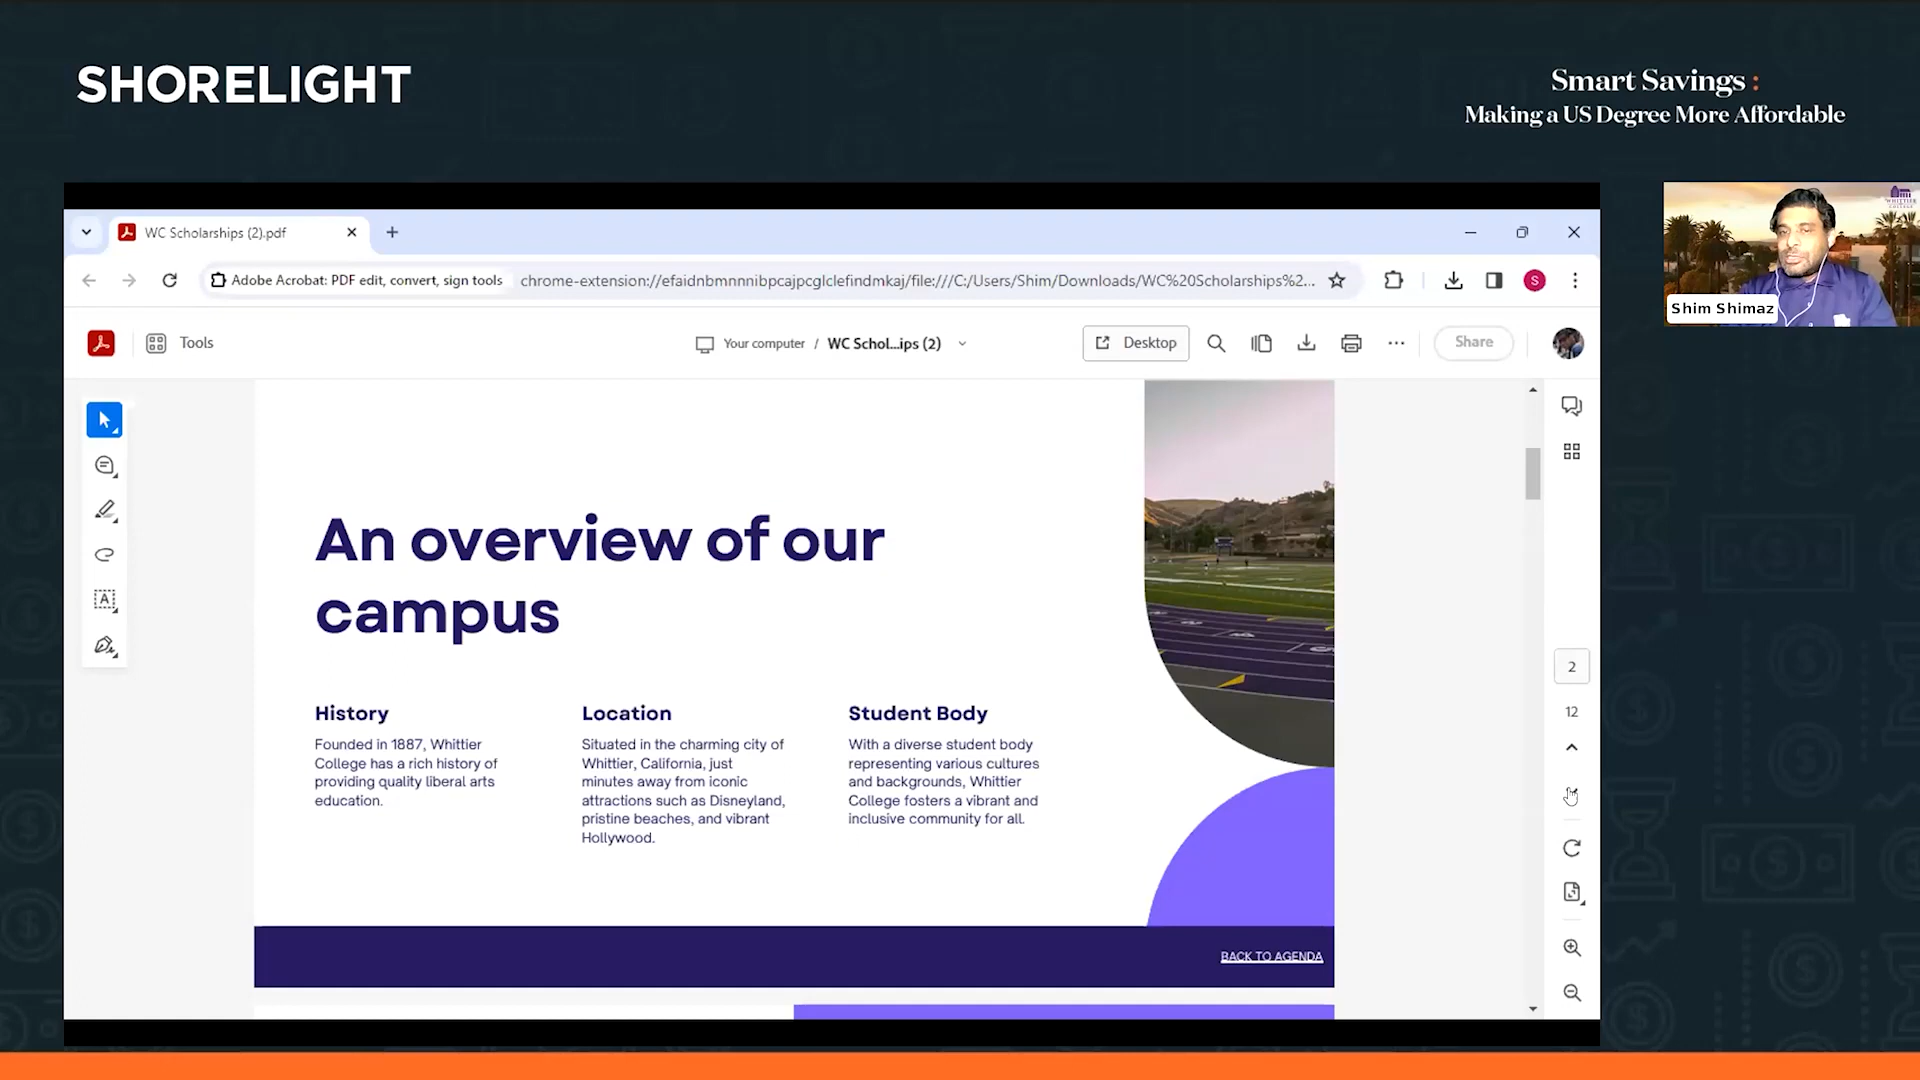 SHORELIGHT
Smart Savings :
Making a US Degree More Affordable
WC Scholarships (2).pdf
Adobe Acrobat: PDF edit, convert, sign tools
chrome-extension://efaidnbmnnnibpcajpcglclefindmkaj/file:///C:/Users/Shim/Downloads/WC%20Scholarships%2...
S
Tools
Your computer / WC Schol...ips (2)
Desktop
Share
Shim Shimaz
An overview of our
campus
History
Founded in 1887, Whittier
College has a rich history of
providing quality liberal arts
education.
Location
Situated in the charming city of
Whittier, California, just
minutes away from iconic
attractions such as Disneyland,
pristine beaches, and vibrant
Hollywood.
Student Body
With a diverse student body
representing various cultures
and backgrounds, Whittier
College fosters a vibrant and
inclusive community for all.
BACK TO AGENDA
2
12